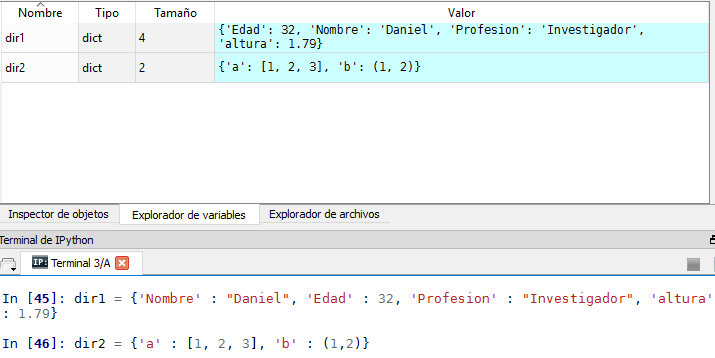 Nombre Tipo Tamaño Valor
dir1 dict 4 {'Edad': 32, 'Nombre': 'Daniel', 'Profesion': 'Investigador',
'altura': 1.79}
dir2 dict 2 {'a': [1, 2, 3], 'b': (1, 2)}
Inspector de objetos Explorador de variables Explorador de archivos
Terminal de IPython
IP: Terminal 3/A
In [45]: dir1 = {'Nombre' : "Daniel", 'Edad' : 32, 'Profesion' : "Investigador", 'altura'
: 1.79}
In [46]: dir2 = {'a' : [1, 2, 3], 'b' : (1,2)}